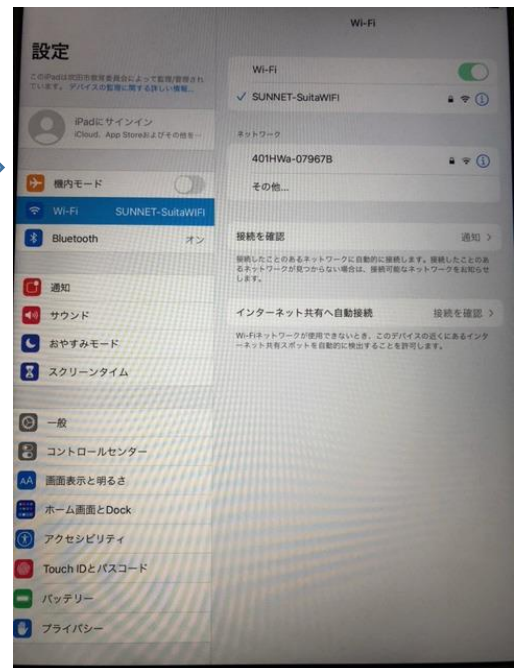 Wi-Fi
設定
このiPadは吹田市教育委員会によって監理/管理され
ています。デバイスの監理に関する詳しい情報...
iPadにサインイン
iCloud、App Storeおよびその他を…
機内モード
Wi-Fi SUNNET-SuitaWIFI
Bluetooth オン
通知
サウンド
おやすみモード
スクリーンタイム
一般
コントロールセンター
AA 画面表示と明るさ
ホーム画面とDock
アクセシビリティ
Touch IDとパスコード
バッテリー
プライバシー
Wi-Fi
SUNNET-SuitaWIFI
ネットワーク
401HWa-07967B
その他...
接続を確認 通知
接続したことのあるネットワークに自動的に接続します。接続したことのあ
るネットワークが見つからない場合は、接続可能なネットワークをお知らせ
します。
インターネット共有へ自動接続 接続を確認
Wi-Fiネットワークが使用できないとき、このデバイスの近くにあるインタ
ーネット共有スポットを自動的に検出することを許可します。